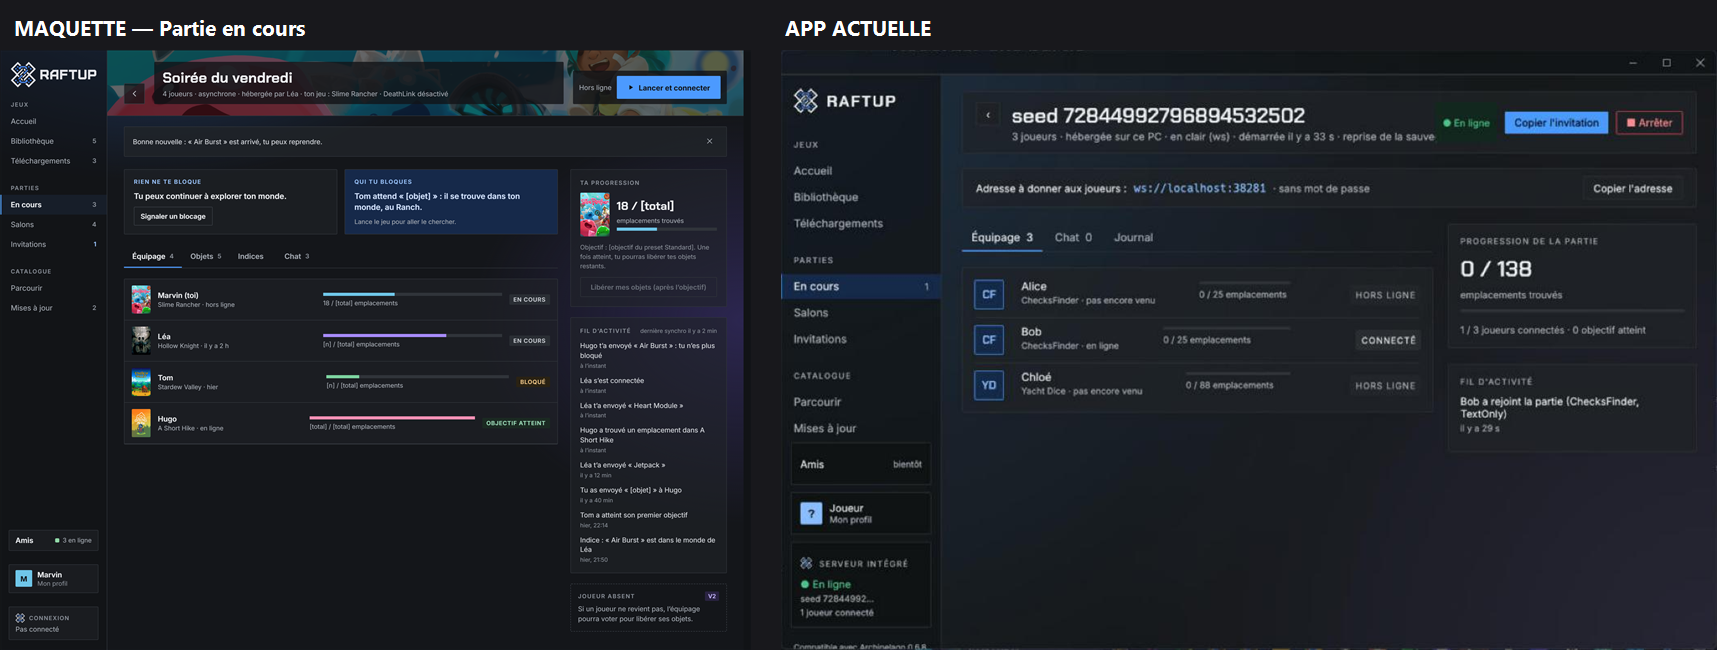 MAQUETTE — Partie en cours
RAFTUP
JEUX
Accueil
Bibliothèque 5
Téléchargements 3
PARTIES
En cours 3
Salons 4
Invitations 1
CATALOGUE
Parcourir
Mises à jour 2
Amis 3 en ligne
M
Marvin
Mon profil
CONNEXION
Pas connecté
Soirée du vendredi
4 joueurs · asynchrone · hébergée par Léa · ton jeu : Slime Rancher · DeathLink désactivé
Hors ligne
Lancer et connecter
Bonne nouvelle : « Air Burst » est arrivé, tu peux reprendre.
RIEN NE TE BLOQUE
Tu peux continuer à explorer ton monde.
Signaler un blocage
QUI TU BLOQUES
Tom attend « [objet] » : il se trouve dans ton
monde, au Ranch.
Lance le jeu pour aller le chercher.
Équipage 4 Objets 5 Indices Chat 3
Marvin (toi)
Slime Rancher · hors ligne
18 / [total] emplacements
EN COURS
Léa
Hollow Knight · il y a 2 h
[n] / [total] emplacements
EN COURS
Tom
Stardew Valley · hier
[n] / [total] emplacements
BLOQUÉ
Hugo
A Short Hike · en ligne
[total] / [total] emplacements
OBJECTIF ATTEINT
TA PROGRESSION
18 / [total]
emplacements trouvés
Objectif : [objectif du preset Standard]. Une
fois atteint, tu pourras libérer tes objets
restants.
Libérer mes objets (après l'objectif)
FIL D'ACTIVITÉ dernière synchro il y a 2 min
Hugo t'a envoyé « Air Burst » : tu n'es plus
bloqué
à l'instant
Léa s'est connectée
à l'instant
Léa t'a envoyé « Heart Module »
à l'instant
Hugo a trouvé un emplacement dans A
Short Hike
à l'instant
Léa t'a envoyé « Jetpack »
il y a 12 min
Tu as envoyé « [objet] » à Hugo
il y a 40 min
Tom a atteint son premier objectif
hier, 22:14
Indice : « Air Burst » est dans le monde de
Léa
hier, 21:50
JOUEUR ABSENT V2
Si un joueur ne revient pas, l'équipage
pourra voter pour libérer ses objets.
APP ACTUELLE
RAFTUP
JEUX
Accueil
Bibliothèque
Téléchargements
PARTIES
En cours 1
Salons
Invitations
CATALOGUE
Parcourir
Mises à jour
Amis bientôt
?
Joueur
Mon profil
SERVEUR INTÉGRÉ
En ligne
seed 72844992...
1 joueur connecté
Compatible avec Archipelago 0.6.8
seed 72844992796894532502
3 joueurs · hébergée sur ce PC · en clair (ws) · démarrée il y a 33 s · reprise de la sauve
En ligne
Copier l'invitation
Arrêter
Adresse à donner aux joueurs : ws://localhost:38281 · sans mot de passe
Copier l'adresse
Équipage 3 Chat 0 Journal
CF
Alice
ChecksFinder · pas encore venu
0 / 25 emplacements
HORS LIGNE
CF
Bob
ChecksFinder · en ligne
0 / 25 emplacements
CONNECTÉ
YD
Chloé
Yacht Dice · pas encore venu
0 / 88 emplacements
HORS LIGNE
PROGRESSION DE LA PARTIE
0 / 138
emplacements trouvés
1 / 3 joueurs connectés · 0 objectif atteint
FIL D'ACTIVITÉ
Bob a rejoint la partie (ChecksFinder,
TextOnly)
il y a 29 s